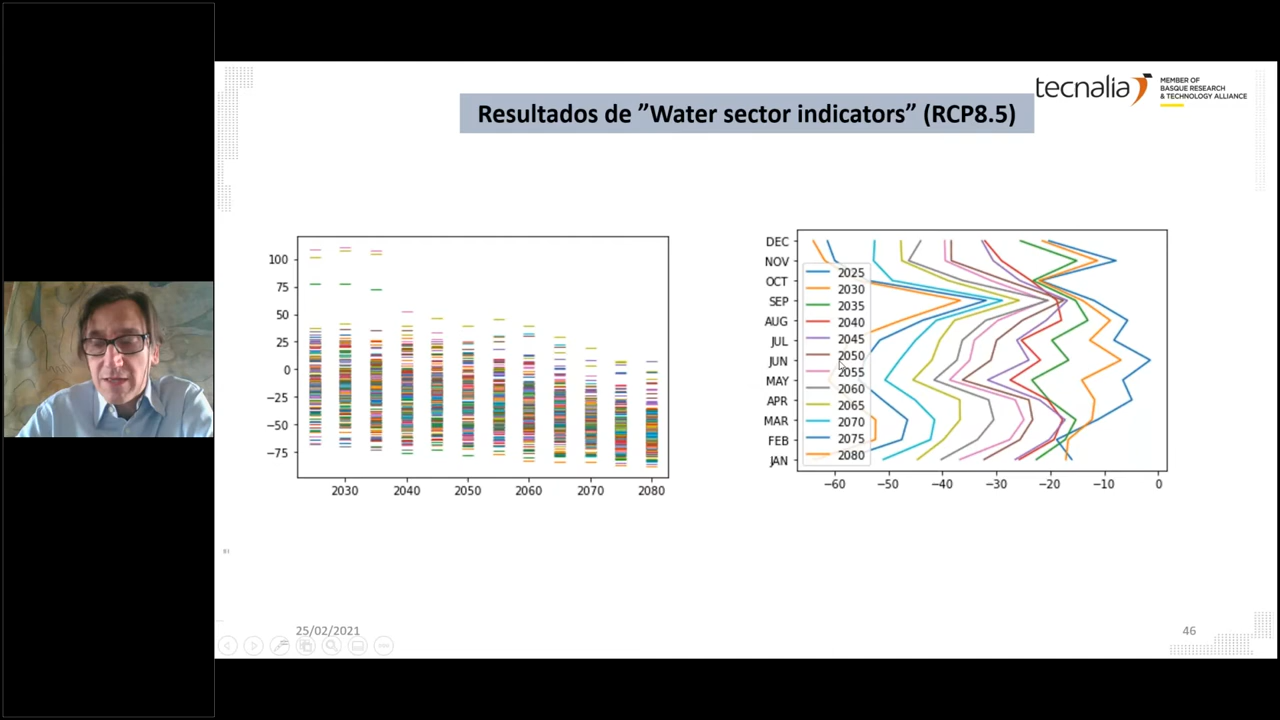 tecnalia
MEMBER OF
BASQUE RESEARCH
& TECHNOLOGY ALLIANCE
Resultados de ”Water sector indicators” (RCP8.5)
100
75
50
25
0
−25
−50
−75
2030
2040
2050
2060
2070
2080
DEC
NOV
OCT
SEP
AUG
JUL
JUN
MAY
APR
MAR
FEB
JAN
2025
2030
2035
2040
2045
2050
2055
2060
2065
2070
2075
2080
−60
−50
−40
−30
−20
−10
0
25/02/2021
46